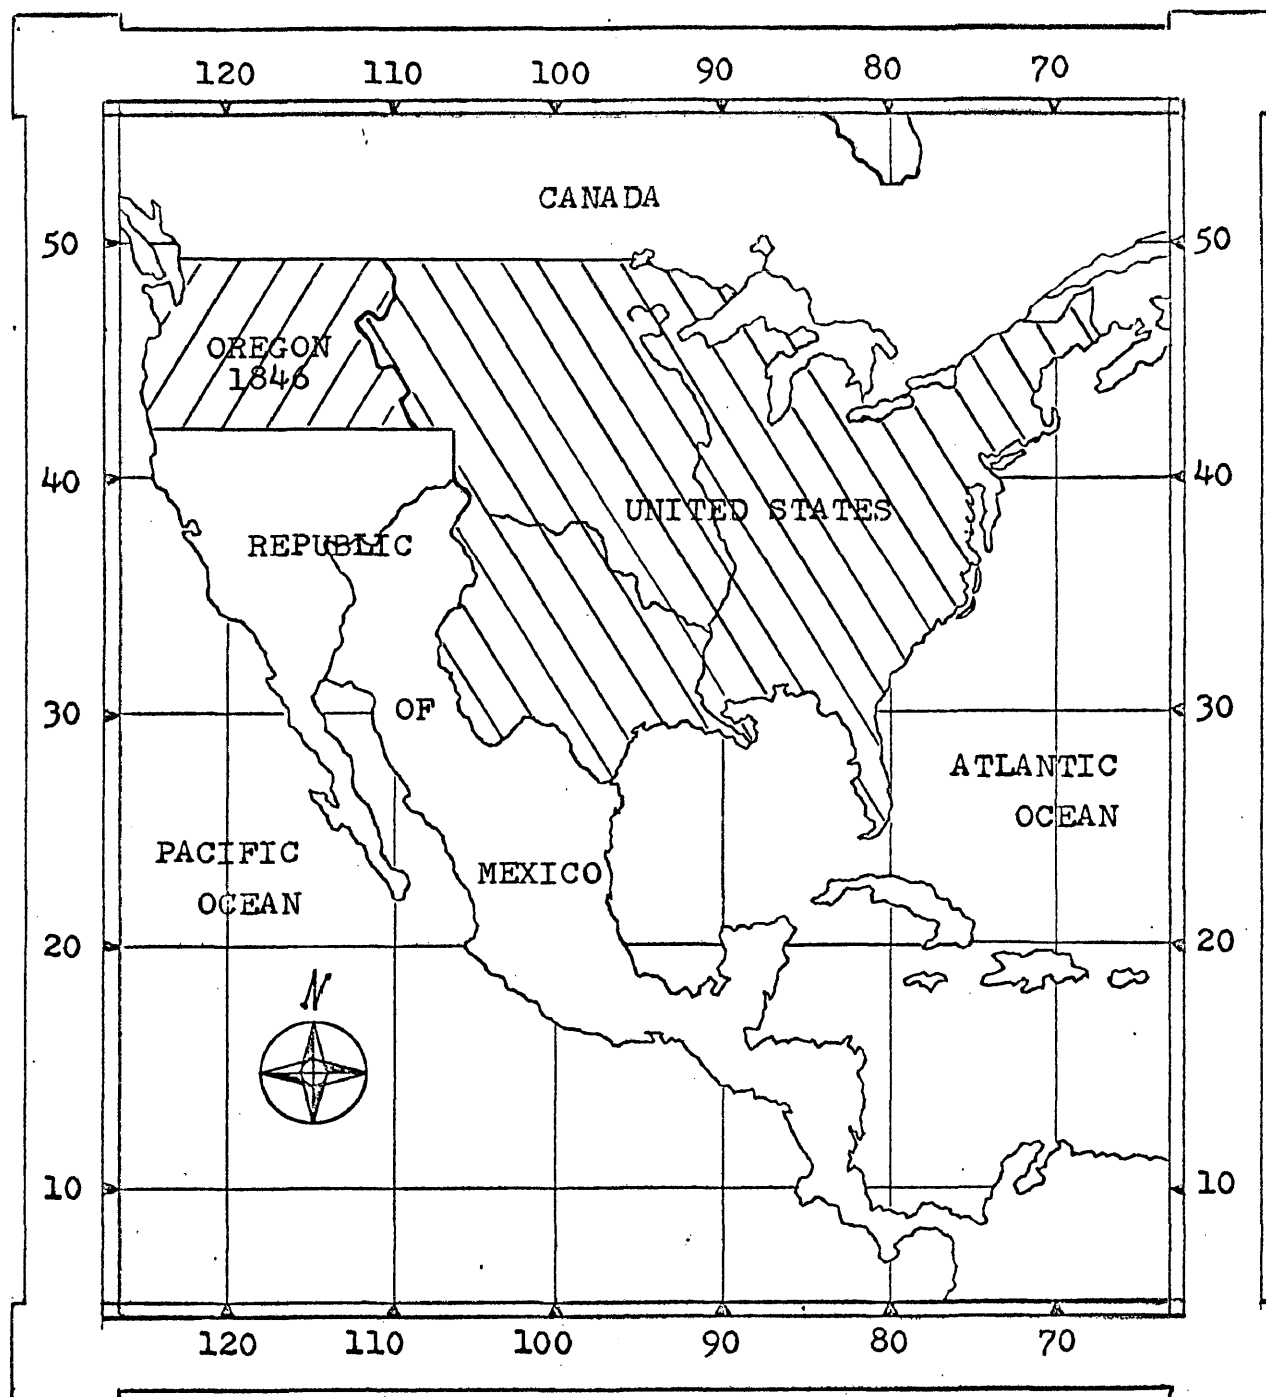 120 110 100 90 80 70
CANADA
50 50
OREGON
1846
40 40
UNITED STATES
REPUBLIC
OF
30 30
ATLANTIC
OCEAN
PACIFIC
OCEAN
MEXICO
20 20
N
10 10
120 110 100 90 80 70